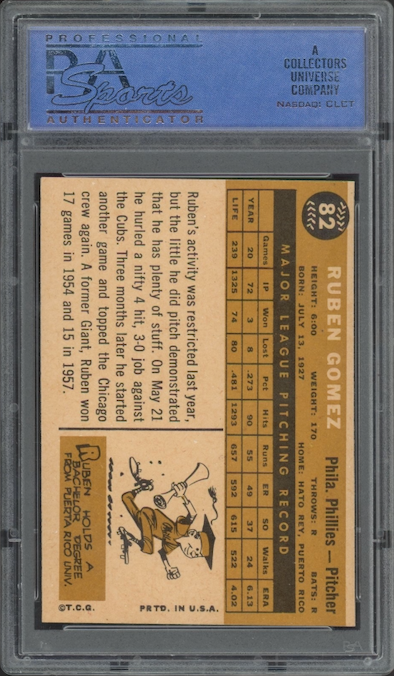 PROFESSIONAL
PSA
Sports
AUTHENTICATOR
A
COLLECTORS
UNIVERSE
COMPANY
NASDAQ: CLCT
82
RUBEN GOMEZ Phila. Phillies—Pitcher
HEIGHT: 6:00 WEIGHT: 170 THROWS: R BATS: R
BORN: JULY 13, 1927 HOME: HATO REY, PUERTO RICO
MAJOR LEAGUE PITCHING RECORD
Games IP Won Lost Pct Hits Runs ER SO Walks ERA
YEAR 20 72 3 8 .273 90 55 49 37 24 6.13
LIFE 239 1325 74 80 .481 1293 657 592 615 522 4.02
Ruben's activity was restricted last year,
but the little he did pitch demonstrated
that he has plenty of stuff. On May 21
he hurled a nifty 4 hit, 3-0 job against
the Cubs. Three months later he started
another game and topped the Chicago
crew again. A former Giant, Ruben won
17 games in 1954 and 15 in 1957.
RUBEN HOLDS A
BACHELOR DEGREE
FROM PUERTO RICO UNIV.
©T.C.G. PRTD. IN U.S.A.